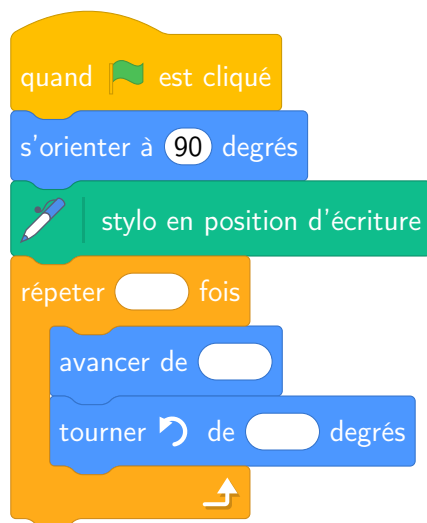 quand est cliqué
s'orienter à 90 degrés
stylo en position d'écriture
répeter fois
avancer de
tourner de degrés